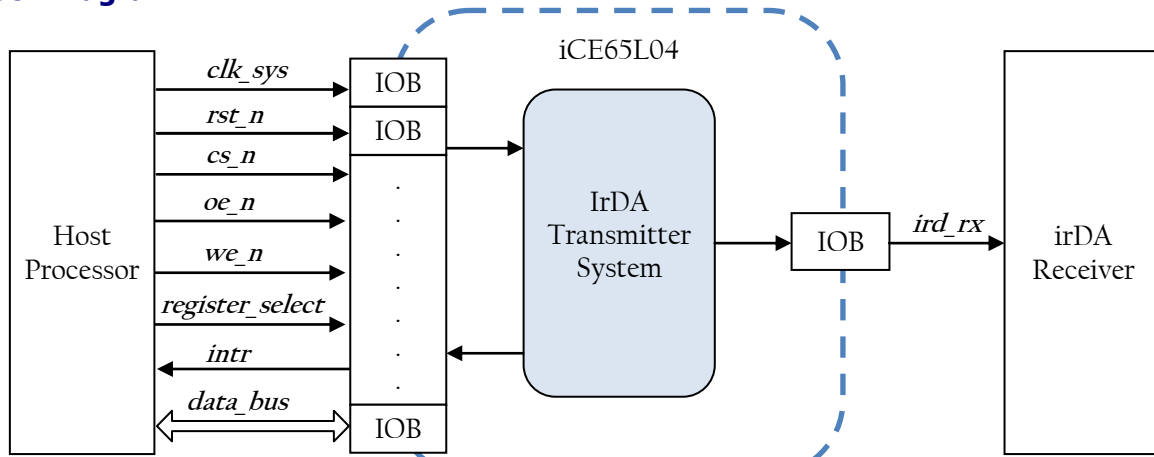 iCE65L04
clk_sys
IOB
rst_n
IOB
cs_n
oe_n
we_n
register_select
intr
data_bus
IOB
Host
Processor
IrDA
Transmitter
System
IOB
ird_rx
irDA
Receiver